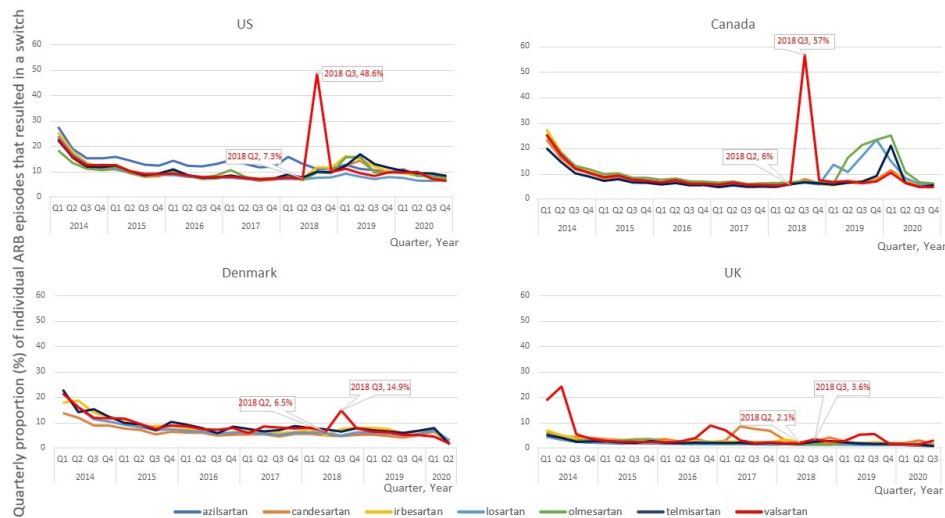 Quarterly proportion (%) of individual ARB episodes that resulted in a switch
US
60
50
40
30
20
10
0
2018 Q3, 48.6%
2018 Q2, 7.3%
Q1 Q2 Q3 Q4 Q1 Q2 Q3 Q4 Q1 Q2 Q3 Q4 Q1 Q2 Q3 Q4 Q1 Q2 Q3 Q4 Q1 Q2 Q3 Q4 Q1 Q2 Q3 Q4
2014 2015 2016 2017 2018 2019 2020
Quarter, Year
Canada
60
50
40
30
20
10
0
2018 Q3, 57%
2018 Q2, 6%
Q1 Q2 Q3 Q4 Q1 Q2 Q3 Q4 Q1 Q2 Q3 Q4 Q1 Q2 Q3 Q4 Q1 Q2 Q3 Q4 Q1 Q2 Q3 Q4 Q1 Q2 Q3 Q4
2014 2015 2016 2017 2018 2019 2020
Quarter, Year
Denmark
60
50
40
30
20
10
0
2018 Q3, 14.9%
2018 Q2, 6.5%
Q1 Q2 Q3 Q4 Q1 Q2 Q3 Q4 Q1 Q2 Q3 Q4 Q1 Q2 Q3 Q4 Q1 Q2 Q3 Q4 Q1 Q2 Q3 Q4 Q1 Q2
2014 2015 2016 2017 2018 2019 2020
Quarter, Year
UK
60
50
40
30
20
10
0
2018 Q3, 3.6%
2018 Q2, 2.1%
Q1 Q2 Q3 Q4 Q1 Q2 Q3 Q4 Q1 Q2 Q3 Q4 Q1 Q2 Q3 Q4 Q1 Q2 Q3 Q4 Q1 Q2 Q3 Q4 Q1 Q2 Q3
2014 2015 2016 2017 2018 2019 2020
Quarter, Year
azilsartan candesartan irbesartan losartan olmesartan telmisartan valsartan